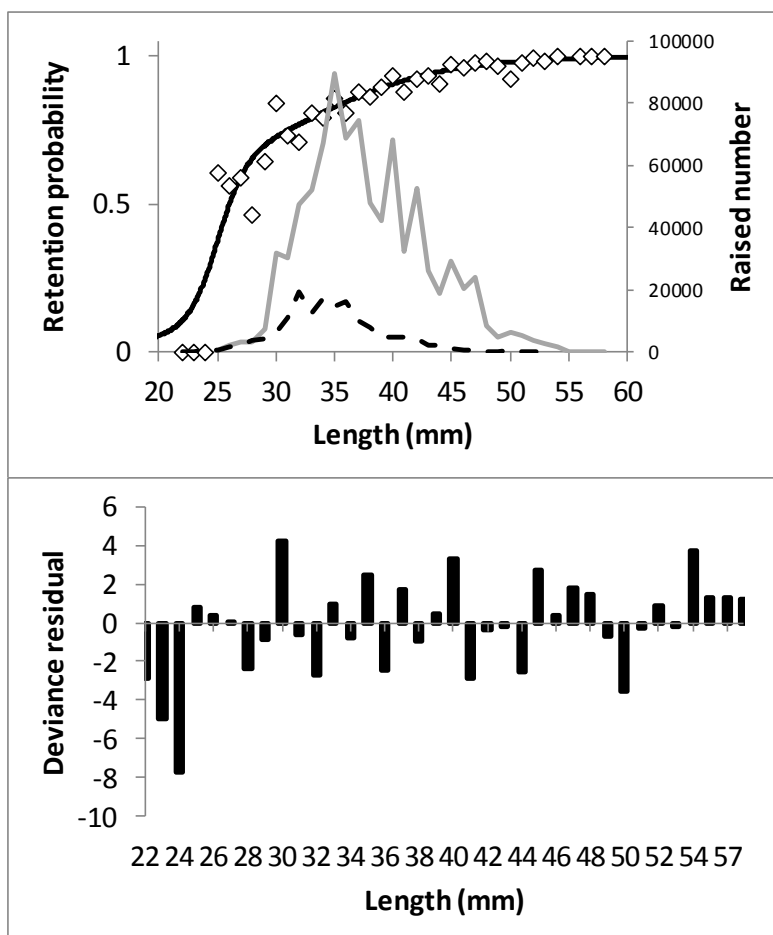 Retention probability
1
0.5
0
100000
80000
60000
40000
20000
0
Raised number
20 25 30 35 40 45 50 55 60
Length (mm)
Deviance residual
6
4
2
0
-2
-4
-6
-8
-10
22 24 26 28 30 32 34 36 38 40 42 44 46 48 50 52 54 57
Length (mm)